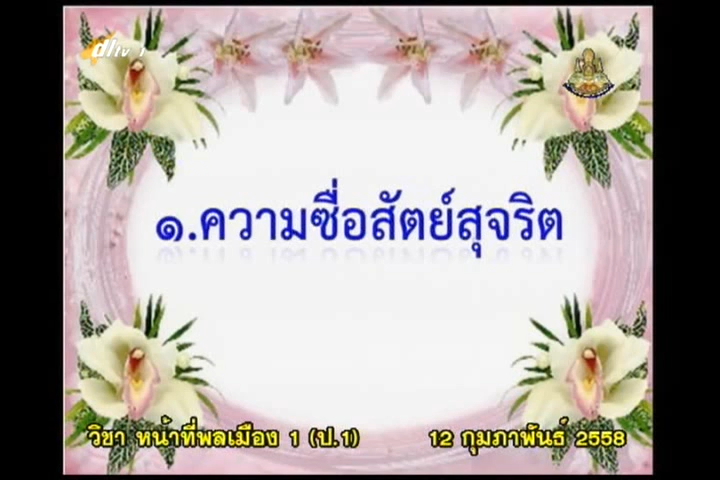 dltv 1
๑.ความซื่อสัตย์สุจริต
วิชา หน้าที่พลเมือง 1 (ป.1) 12 กุมภาพันธ์ 2558